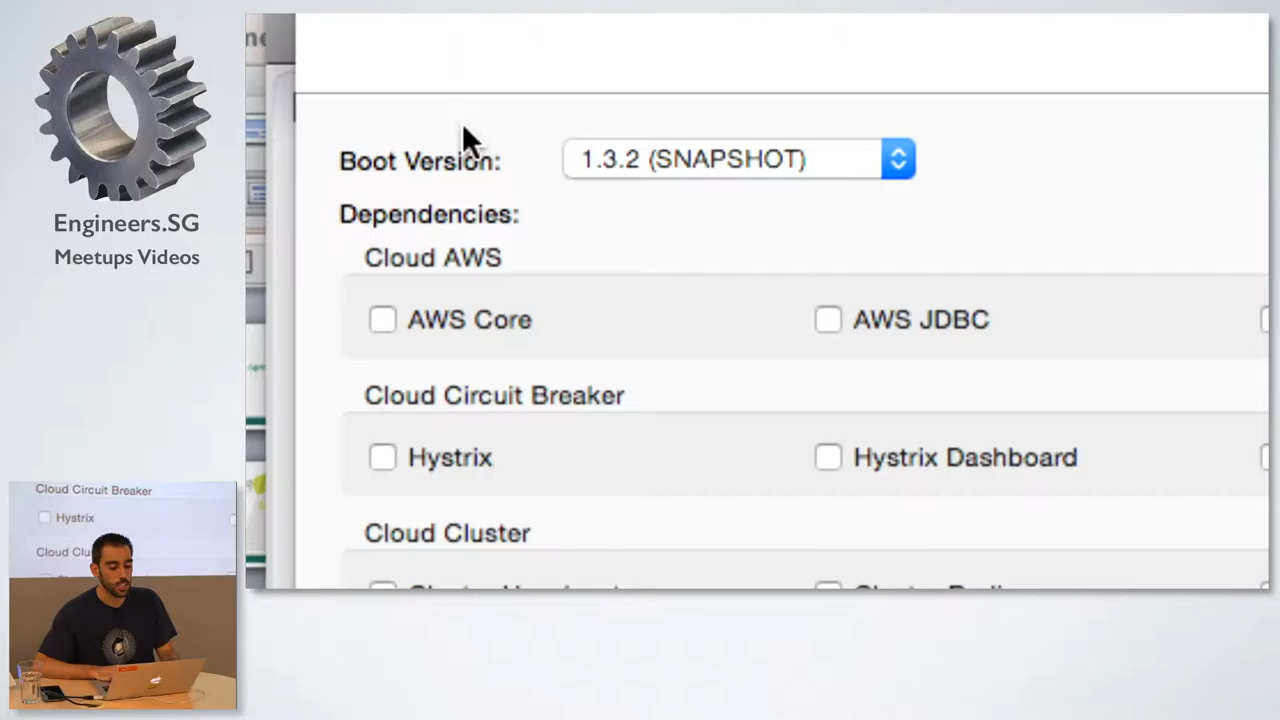 Engineers.SG
Meetups Videos
Boot Version:
1.3.2 (SNAPSHOT)
Dependencies:
Cloud AWS
AWS Core
AWS JDBC
Cloud Circuit Breaker
Hystrix
Hystrix Dashboard
Cloud Cluster
Cloud Circuit Breaker
Hystrix